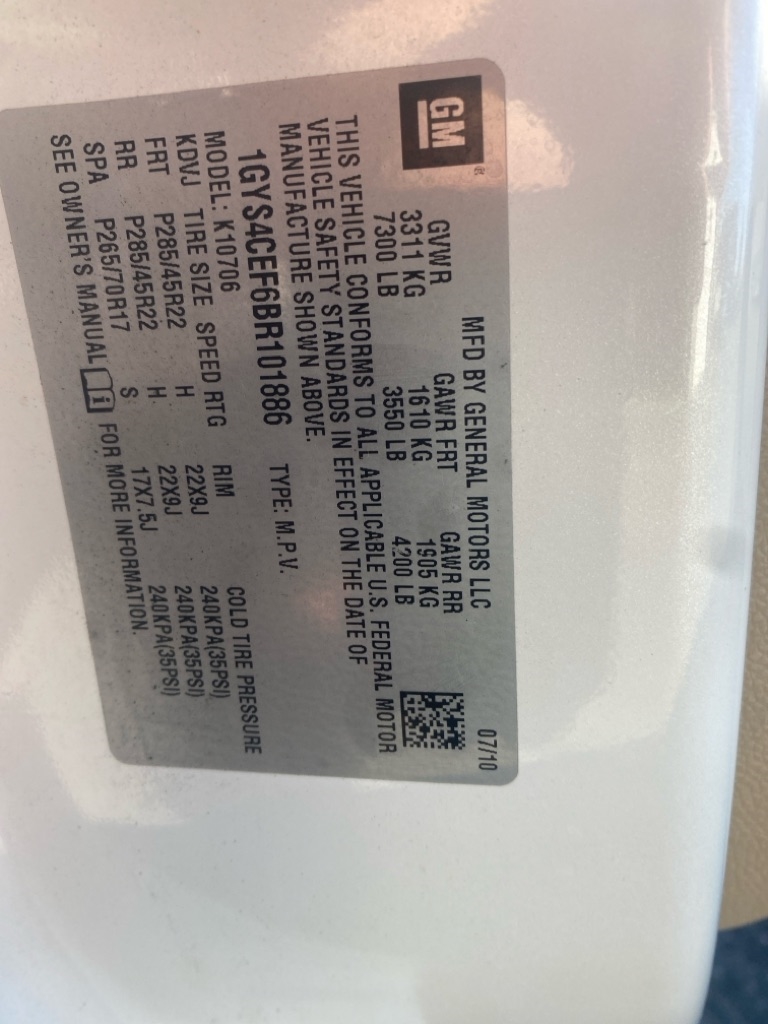 GM
MFD BY GENERAL MOTORS LLC 07/10
GVWR GAWR FRT GAWR RR
3311 KG 1610 KG 1905 KG
7300 LB 3550 LB 4200 LB
THIS VEHICLE CONFORMS TO ALL APPLICABLE U.S. FEDERAL MOTOR
VEHICLE SAFETY STANDARDS IN EFFECT ON THE DATE OF
MANUFACTURE SHOWN ABOVE.
1GYS4CEF6BR101886 TYPE: M.P.V.
MODEL: K10706
KDVJ TIRE SIZE SPEED RTG RIM COLD TIRE PRESSURE
FRT P285/45R22 H 22X9J 240KPA(35PSI)
RR P285/45R22 H 22X9J 240KPA(35PSI)
SPA P265/70R17 S 17X7.5J 240KPA(35PSI)
SEE OWNER'S MANUAL FOR MORE INFORMATION.